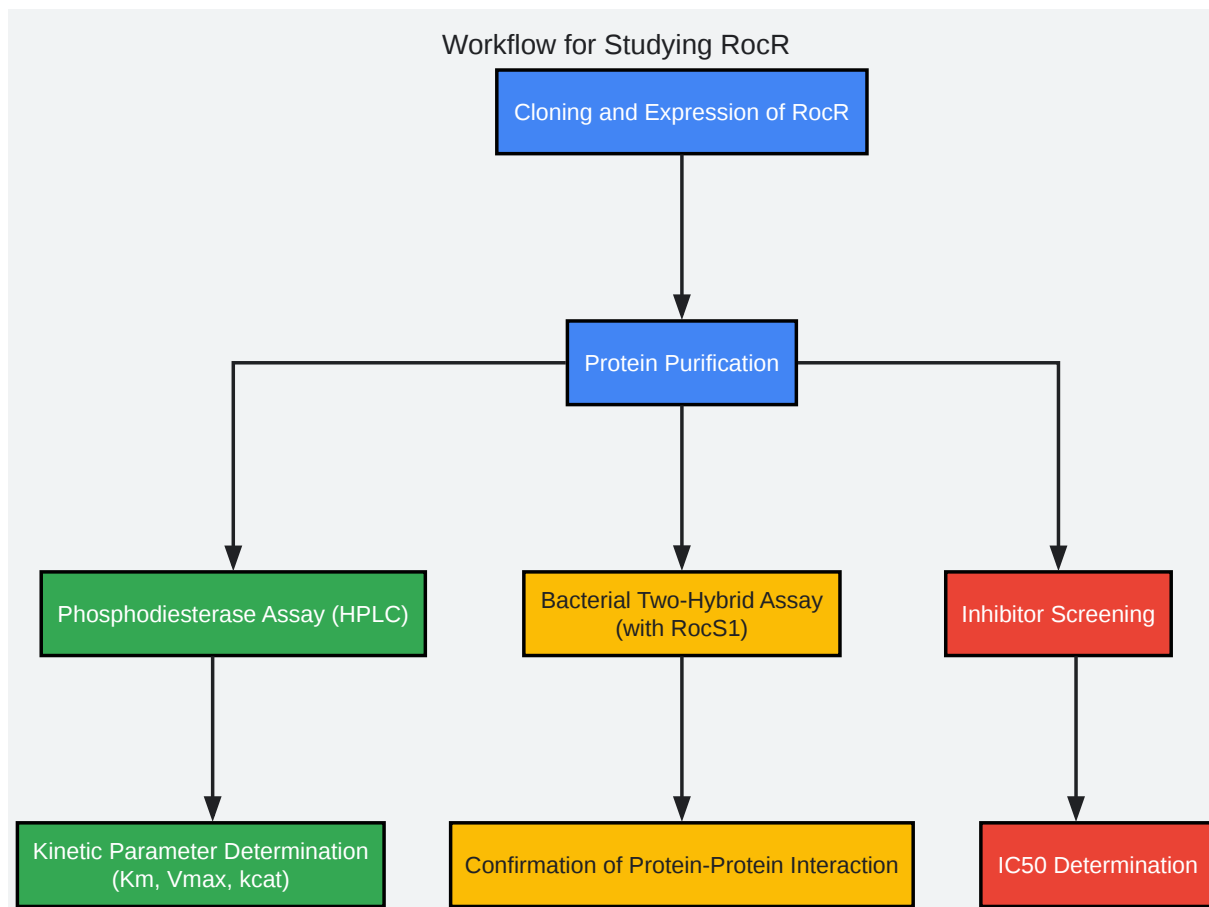 Workflow for Studying RocR
Cloning and Expression of RocR
Protein Purification
Phosphodiesterase Assay (HPLC)
Bacterial Two-Hybrid Assay
(with RocS1)
Inhibitor Screening
Kinetic Parameter Determination
(Km, Vmax, kcat)
Confirmation of Protein-Protein Interaction
IC50 Determination